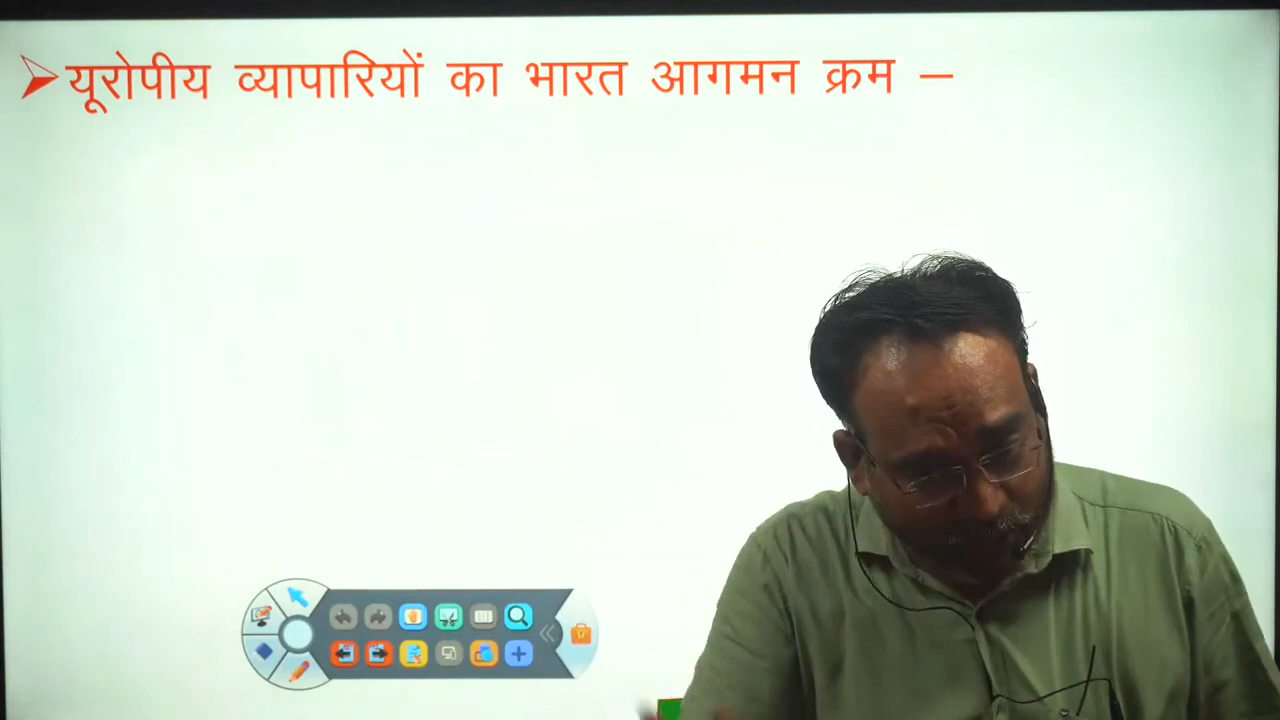 यूरोपीय व्यापारियों का भारत आगमन क्रम –